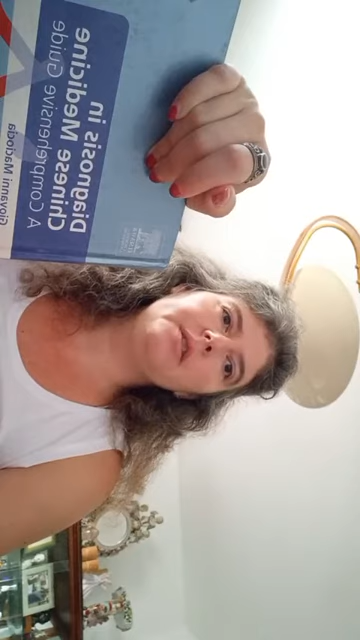 Diagnosis in
Chinese Medicine
A Comprehensive Guide
Giovanni Maciocia